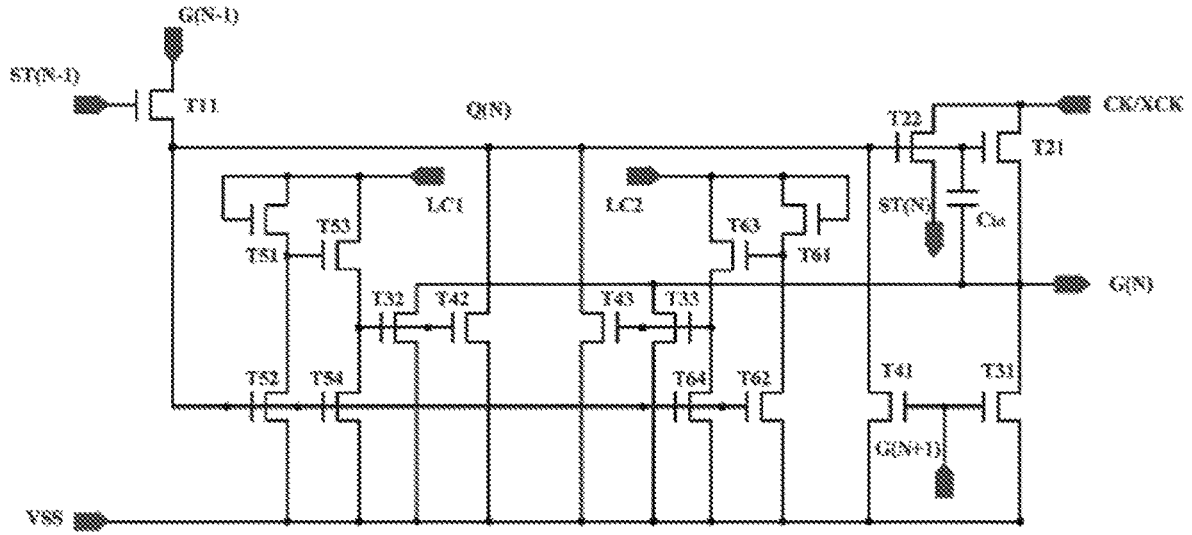 G(N-1)
ST(N-1)
T11
Q(N)
T22
CK/XCK
T21
LC1
LC2
ST(N)
T53
T63
T51
T61
G(N)
T32
T42
T43
T33
T52
T54
T64
T62
T41
T31
G(N+1)
VSS